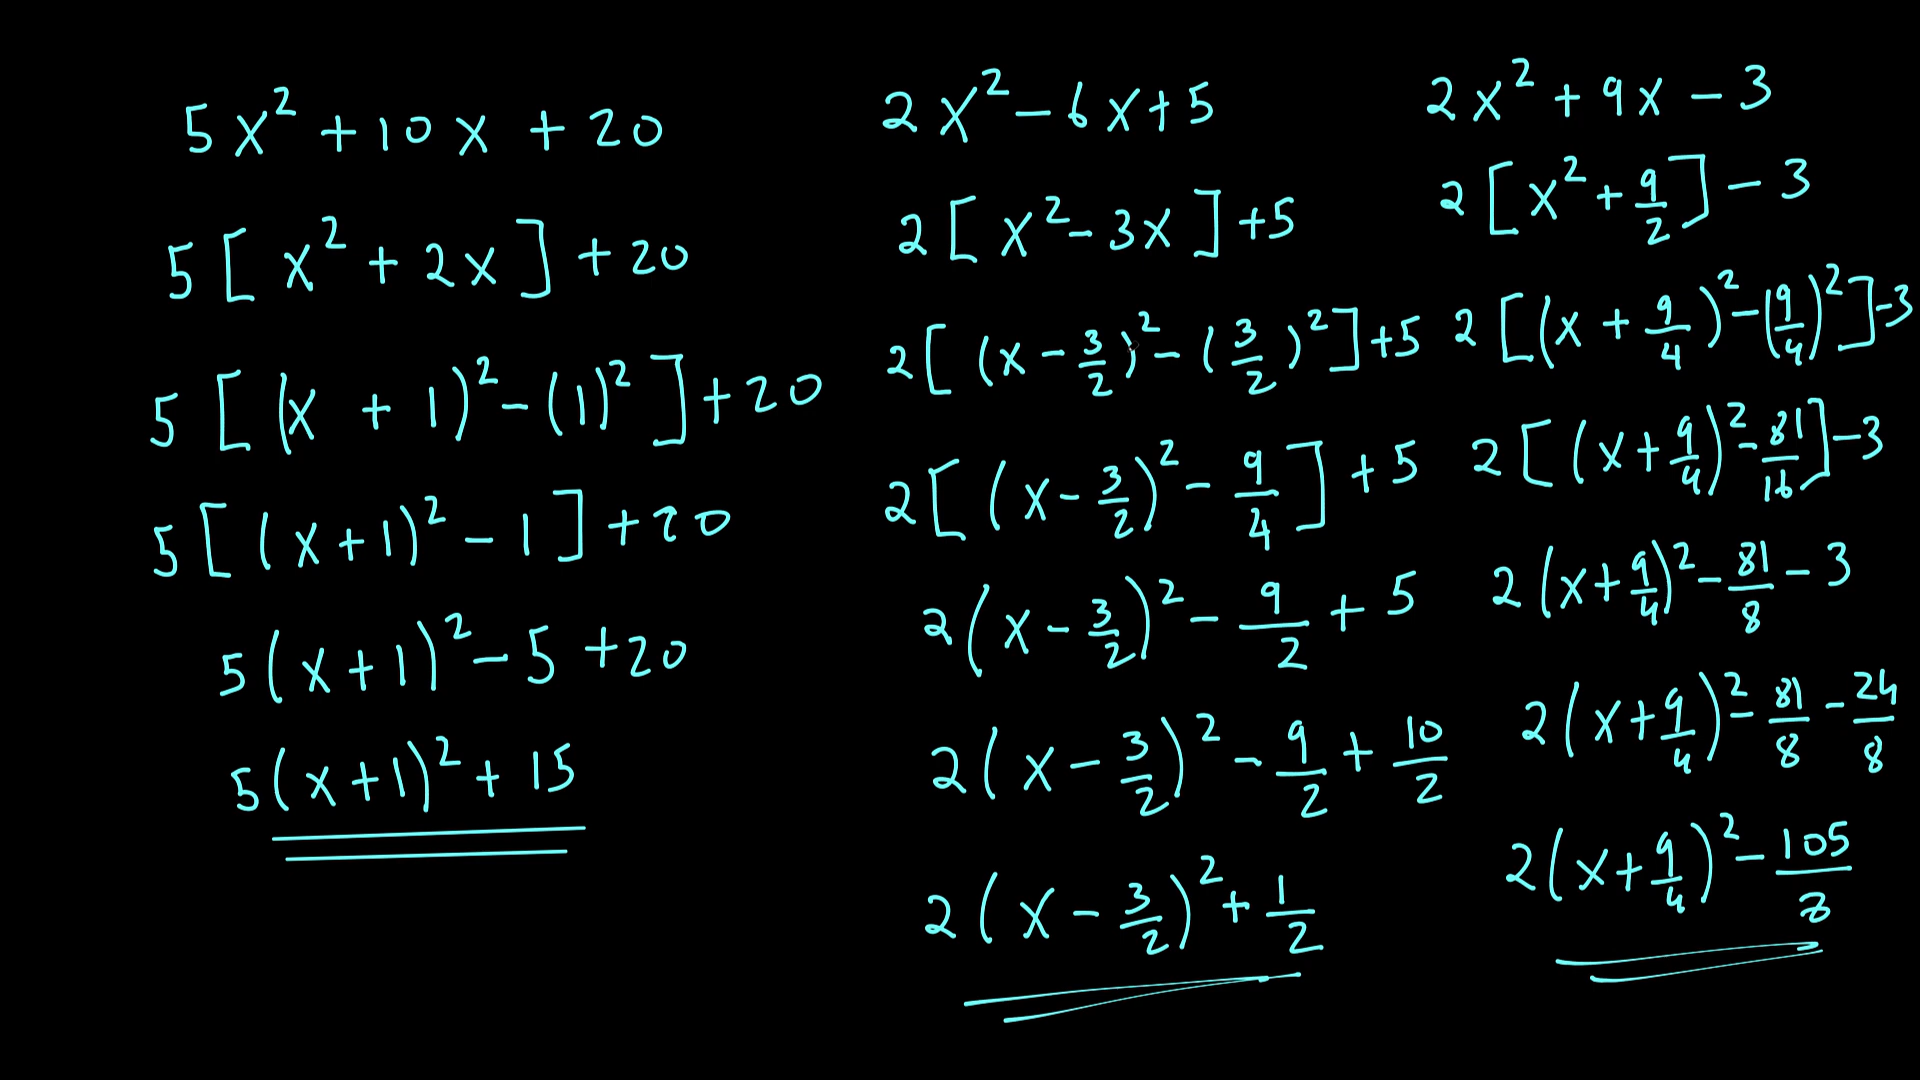 5x² + 10x + 20
5[x² + 2x] + 20
5[(x + 1)² - (1)²] + 20
5[(x+1)² - 1] + 20
5(x+1)² - 5 + 20
5(x+1)² + 15
2x² - 6x + 5
2[x² - 3x] + 5
2[(x - 3/2)² - (3/2)²] + 5
2[(x - 3/2)² - 9/4] + 5
2(x - 3/2)² - 9/2 + 5
2(x - 3/2)² - 9/2 + 10/2
2(x - 3/2)² + 1/2
2x² + 9x - 3
2[x² + 9/2] - 3
2[(x + 9/4)² - (9/4)²] - 3
2[(x + 9/4)² - 81/16] - 3
2(x + 9/4)² - 81/8 - 3
2(x + 9/4)² - 81/8 - 24/8
2(x + 9/4)² - 105/8